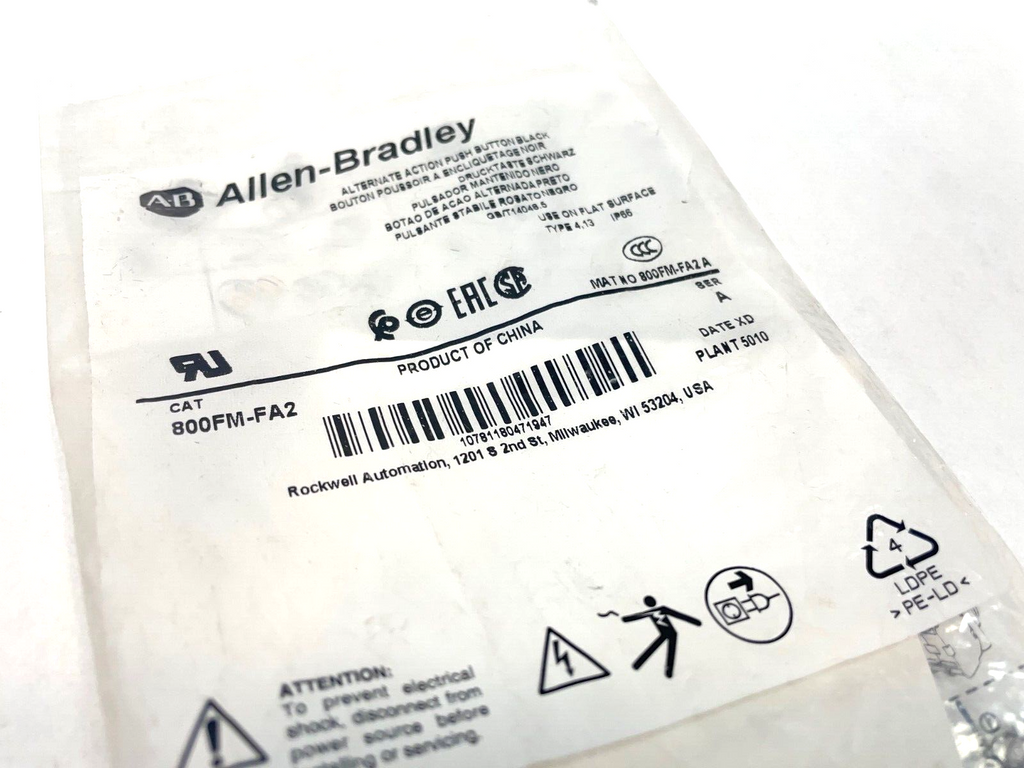 AB Allen-Bradley
ALTERNATE ACTION PUSH BUTTON BLACK
BOUTON POUSSOIR A ENCLIQUETAGE NOIR
DRUCKTASTE SCHWARZ
PULSADOR MANTENIDO NERO
BOTAO DE ACAO ALTERNADA PRETO
PULSANTE STABILE ROSATO NEGRO
GB/T14048.5
USE ON FLAT SURFACE
TYPE 4,13 IP66
CCC
EAC
MAT NO 800FM-FA2 A
PRODUCT OF CHINA
SER
A
CAT
800FM-FA2
DATE XD
PLANT 5010
10781180471947
Rockwell Automation, 1201 S 2nd St, Milwaukee, WI 53204, USA
4
LDPE
>PE-LD<
ATTENTION:
To prevent electrical
shock, disconnect from
power source before
or servicing.